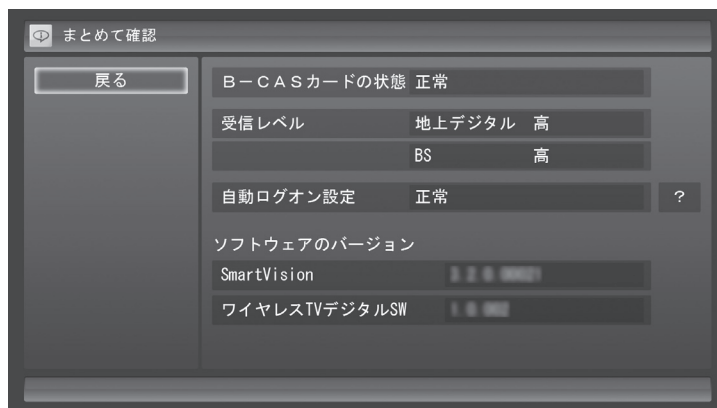 まとめて確認
戻る
B－CASカードの状態 正常
受信レベル 地上デジタル 高
BS 高
自動ログオン設定 正常 ？
ソフトウェアのバージョン
SmartVision
ワイヤレスTVデジタルSW